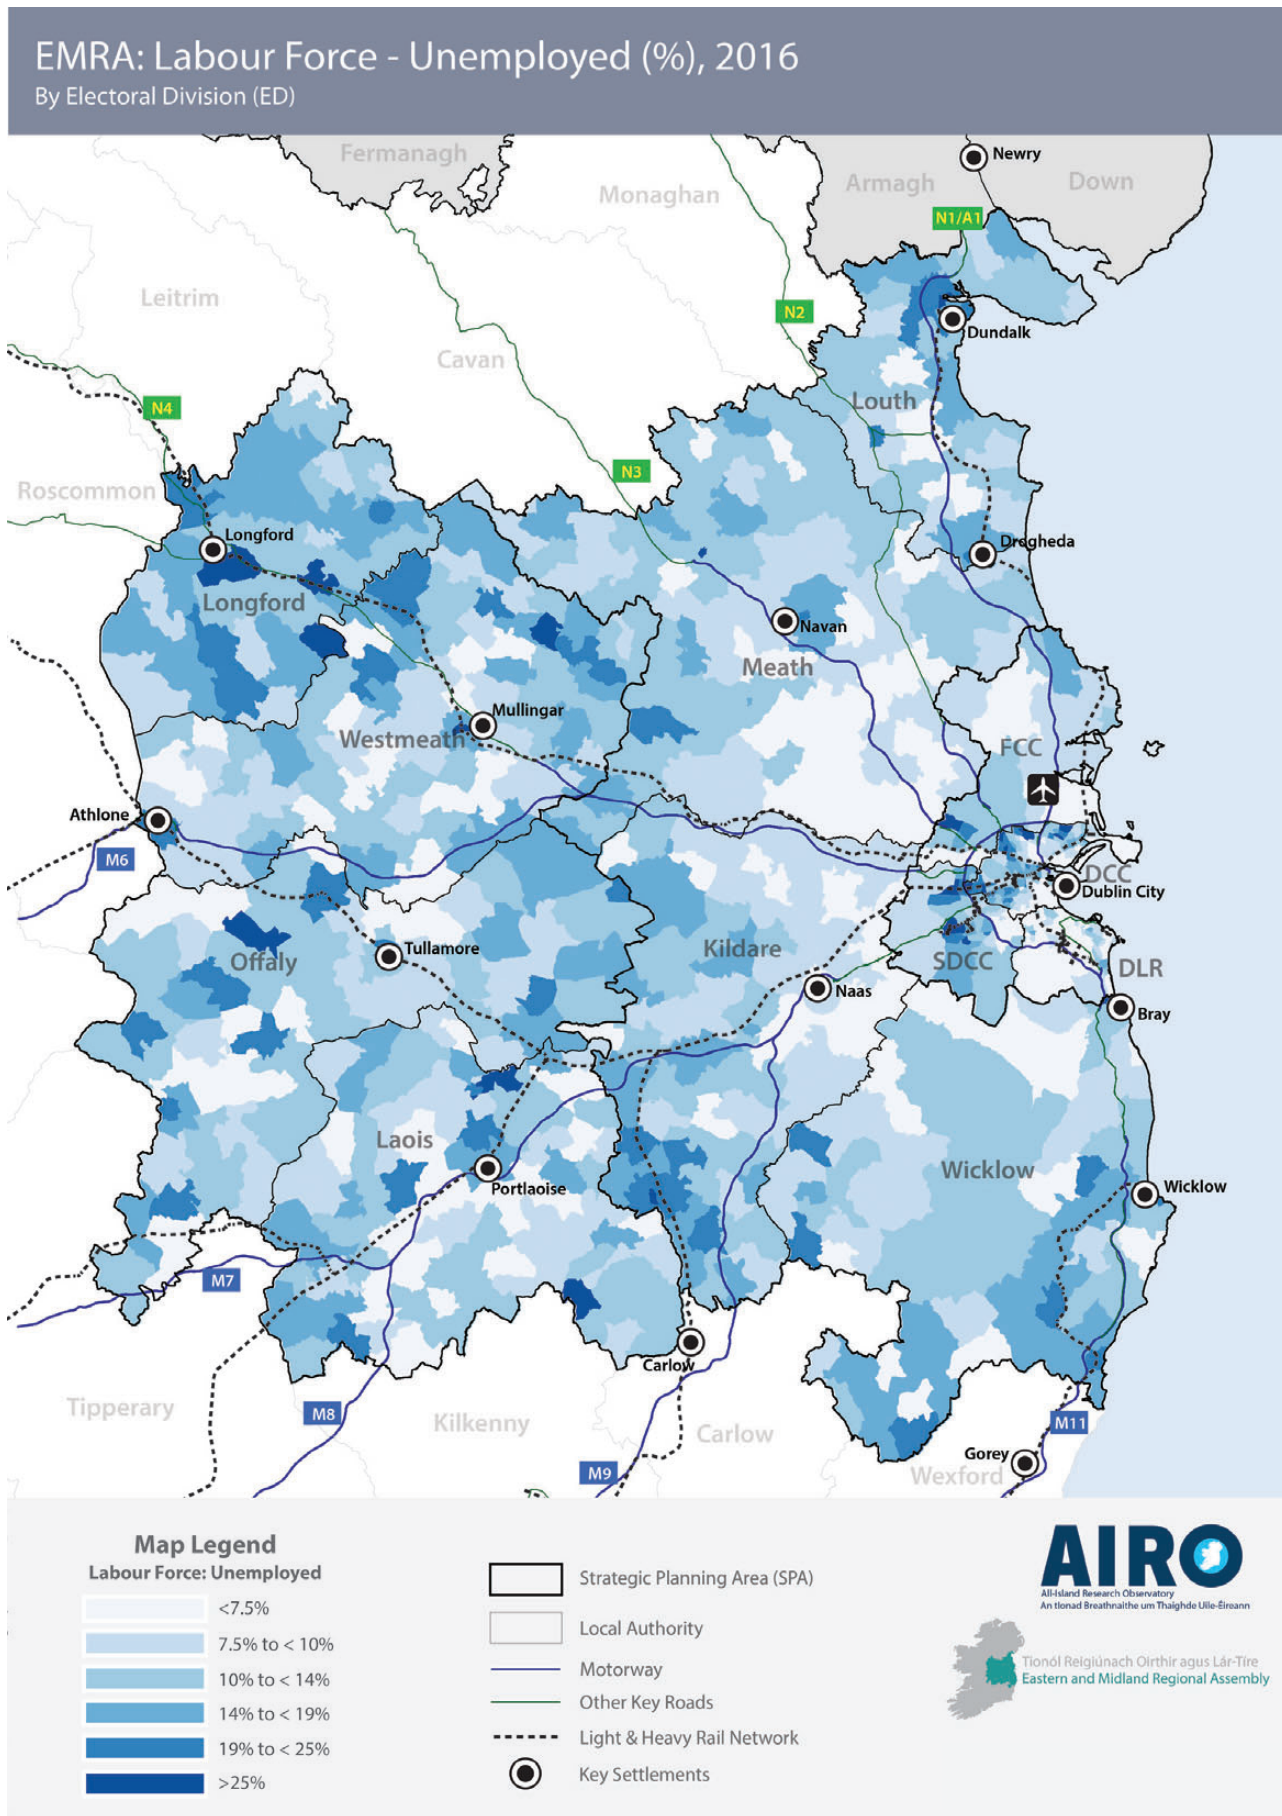 EMRA: Labour Force - Unemployed (%), 2016
By Electoral Division (ED)
Fermanagh
Newry
Armagh
Down
Monaghan
N1/A1
Leitrim
N2
Dundalk
Cavan
N4
Louth
N3
Roscommon
Longford
Drogheda
Longford
Navan
Meath
Mullingar
Westmeath
FCC
Athlone
M6
DCC
Dublin City
Offaly
Tullamore
Kildare
SDCC
DLR
Naas
Bray
Laois
Wicklow
Portlaoise
Wicklow
M7
Carlow
Tipperary
M8
Kilkenny
Carlow
M11
Gorey
M9
Wexford
Map Legend
Labour Force: Unemployed
<7.5%
7.5% to < 10%
10% to < 14%
14% to < 19%
19% to < 25%
>25%
Strategic Planning Area (SPA)
Local Authority
Motorway
Other Key Roads
Light & Heavy Rail Network
Key Settlements
AIRO
All-Island Research Observatory
An tIonad Breathnaithe um Thaighde Uile-Éireann
Tionól Reigiúnach Oirthir agus Lár-Tíre
Eastern and Midland Regional Assembly